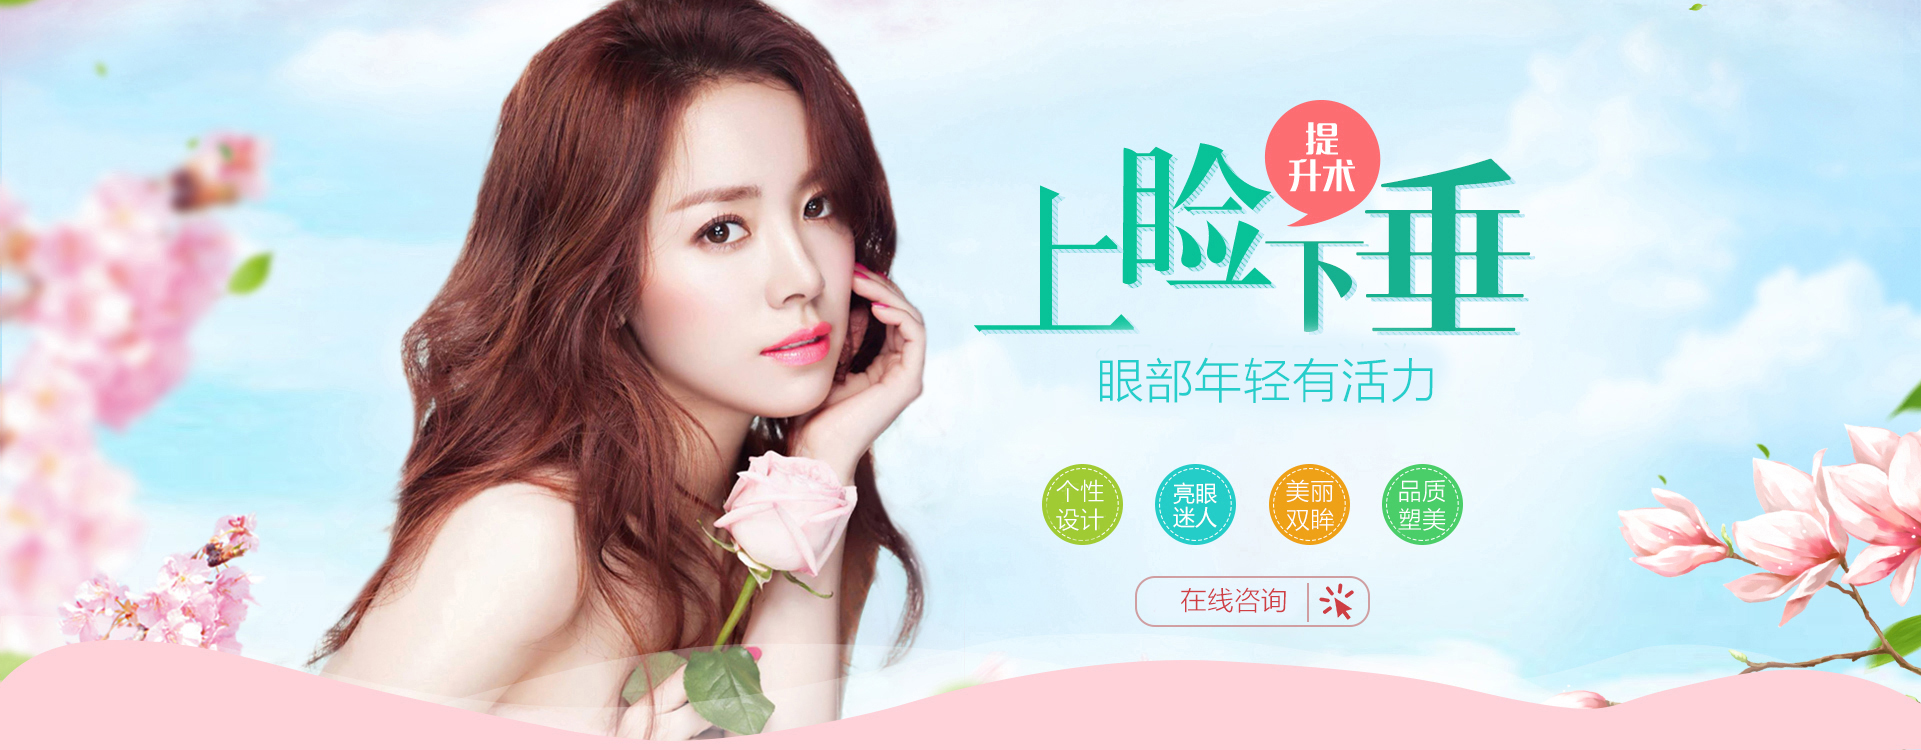 上睑下垂
提
升术
眼部年轻有活力
个性
设计
亮眼
迷人
美丽
双眸
品质
塑美
在线咨询